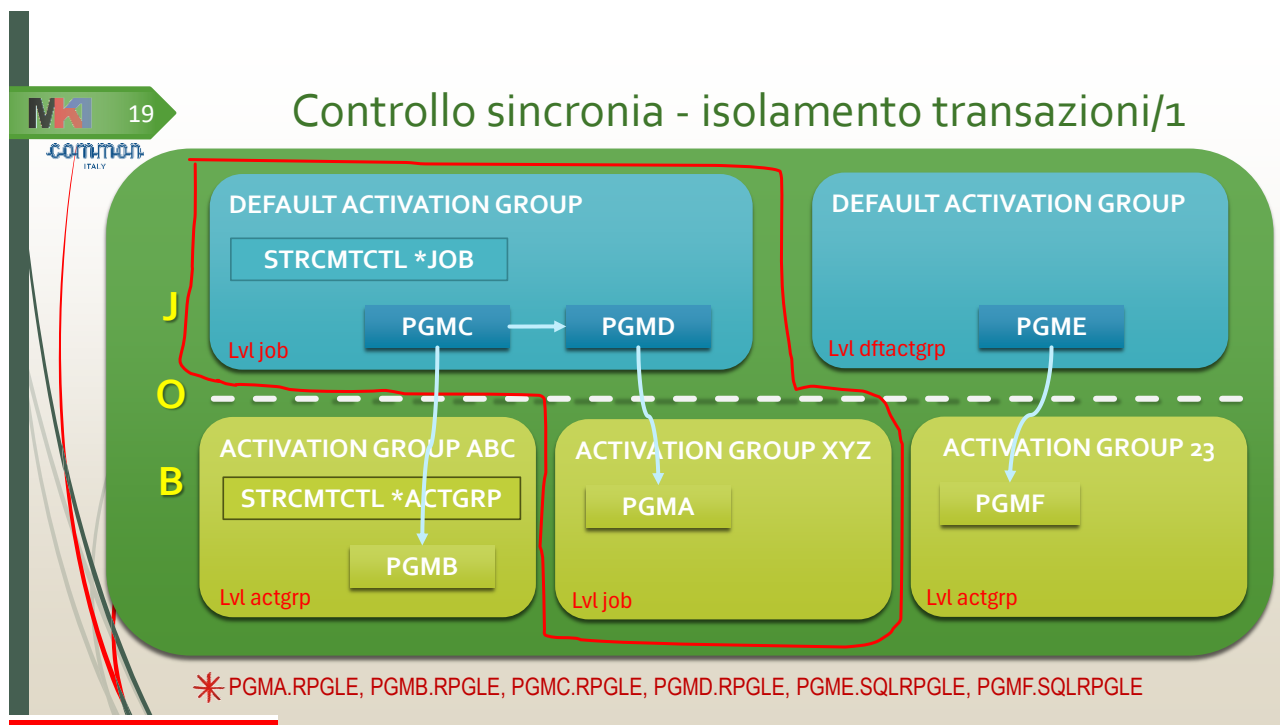 MK1
19
Controllo sincronia - isolamento transazioni/1
common
ITALY
DEFAULT ACTIVATION GROUP
STRCMTCTL *JOB
PGMC
PGMD
Lvl job
DEFAULT ACTIVATION GROUP
PGME
Lvl dftactgrp
J
O
B
ACTIVATION GROUP ABC
STRCMTCTL *ACTGRP
PGMB
Lvl actgrp
ACTIVATION GROUP XYZ
PGMA
Lvl job
ACTIVATION GROUP 23
PGMF
Lvl actgrp
PGMA.RPGLE, PGMB.RPGLE, PGMC.RPGLE, PGMD.RPGLE, PGME.SQLRPGLE, PGMF.SQLRPGLE